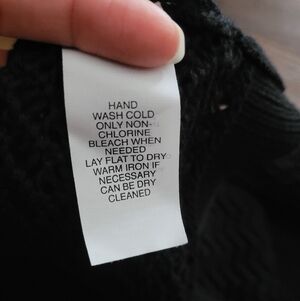 HAND
WASH COLD
ONLY NON-
CHLORINE
BLEACH WHEN
NEEDED
LAY FLAT TO DRY
WARM IRON IF
NECESSARY
CAN BE DRY
CLEANED